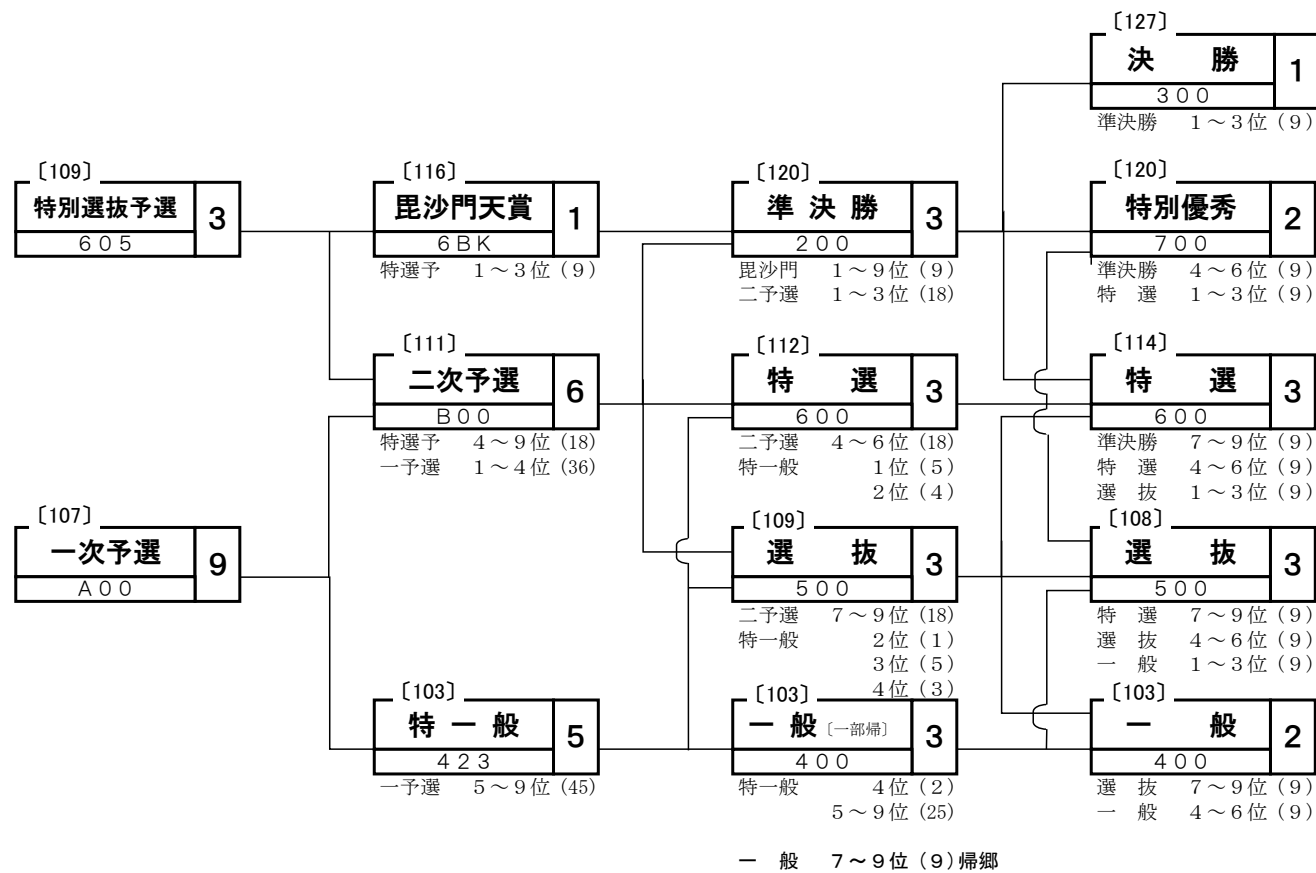 〔109〕
特別選抜予選 3
６０５
〔107〕
一次予選 9
Ａ００
〔116〕
毘沙門天賞 1
６ＢＫ
特選予 １～３位 (９)
〔111〕
二次予選 6
Ｂ００
特選予 ４～９位 (18)
一予選 １～４位 (36)
〔103〕
特 一 般 5
４２３
一予選 ５～９位 (45)
〔120〕
準 決 勝 3
２００
毘沙門 １～９位 (９)
二予選 １～３位 (18)
〔112〕
特 選 3
６００
二予選 ４～６位 (18)
特一般 １位 (５)
２位 (４)
〔109〕
選 抜 3
５００
二予選 ７～９位 (18)
特一般 ２位 (１)
３位 (５)
４位 (３)
〔103〕
一 般 〔一部帰〕 3
４００
特一般 ４位 (２)
５～９位 (25)
一 般 ７～９位 (９)帰郷
〔127〕
決 勝 1
３００
準決勝 １～３位 (９)
〔120〕
特別優秀 2
７００
準決勝 ４～６位 (９)
特 選 １～３位 (９)
〔114〕
特 選 3
６００
準決勝 ７～９位 (９)
特 選 ４～６位 (９)
選 抜 １～３位 (９)
〔108〕
選 抜 3
５００
特 選 ７～９位 (９)
選 抜 ４～６位 (９)
一 般 １～３位 (９)
〔103〕
一 般 2
４００
選 抜 ７～９位 (９)
一 般 ４～６位 (９)